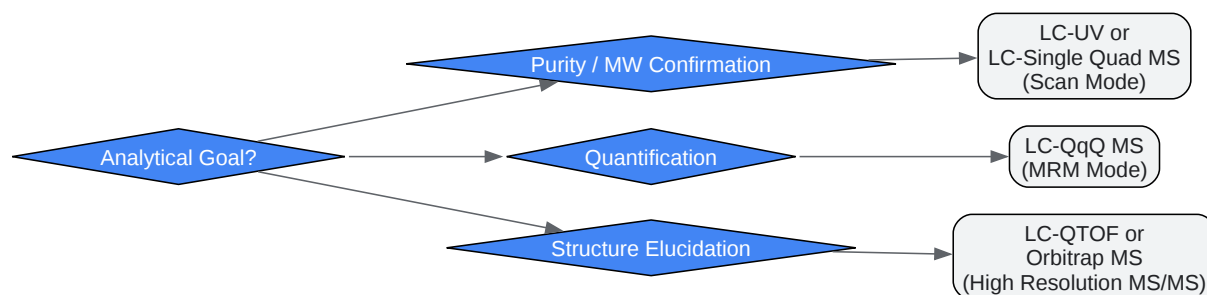 Analytical Goal?
Purity / MW Confirmation
LC-UV or
LC-Single Quad MS
(Scan Mode)
Quantification
LC-QqQ MS
(MRM Mode)
Structure Elucidation
LC-QTOF or
Orbitrap MS
(High Resolution MS/MS)